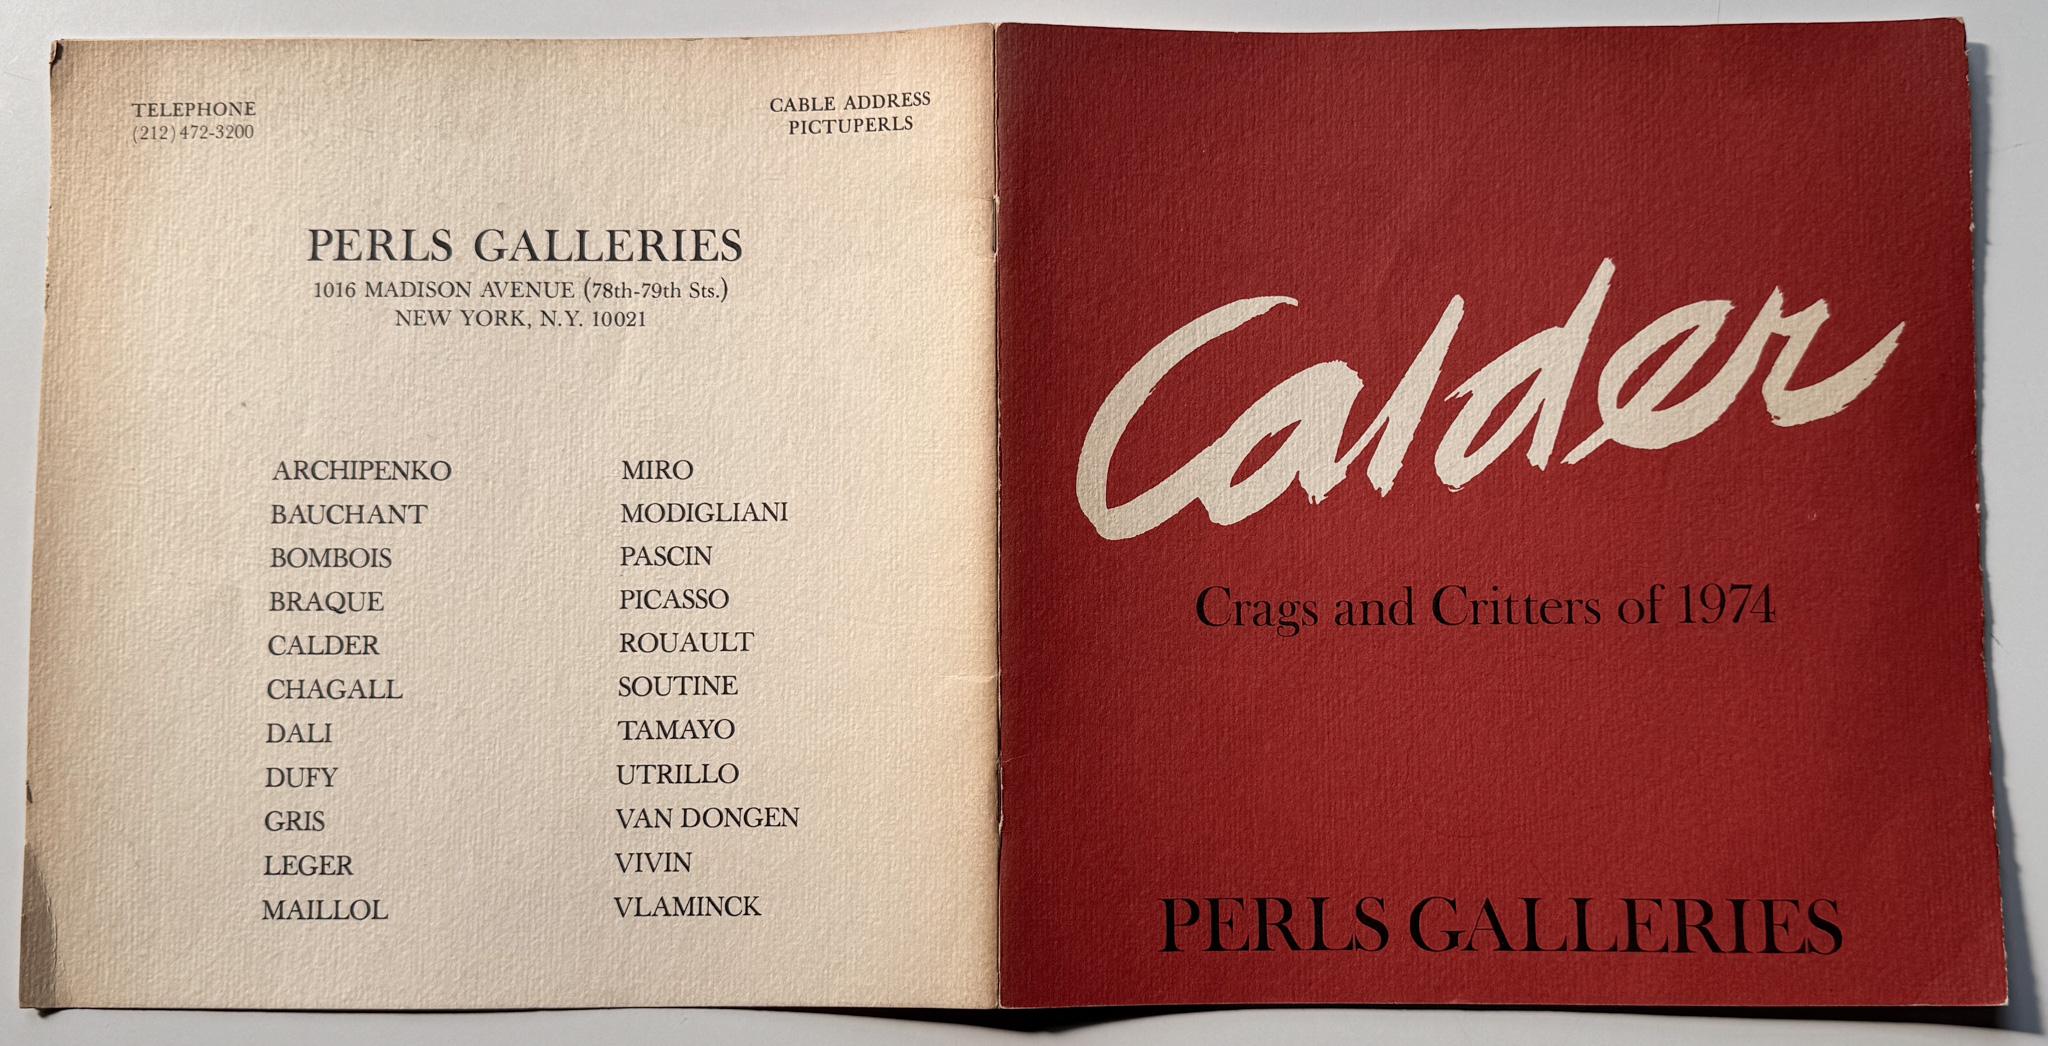 TELEPHONE
(212) 472-3200
CABLE ADDRESS
PICTUPERLS
PERLS GALLERIES
1016 MADISON AVENUE (78th-79th Sts.)
NEW YORK, N.Y. 10021
ARCHIPENKO
BAUCHANT
BOMBOIS
BRAQUE
CALDER
CHAGALL
DALI
DUFY
GRIS
LEGER
MAILLOL
MIRO
MODIGLIANI
PASCIN
PICASSO
ROUAULT
SOUTINE
TAMAYO
UTRILLO
VAN DONGEN
VIVIN
VLAMINCK
Calder
Crags and Critters of 1974
PERLS GALLERIES